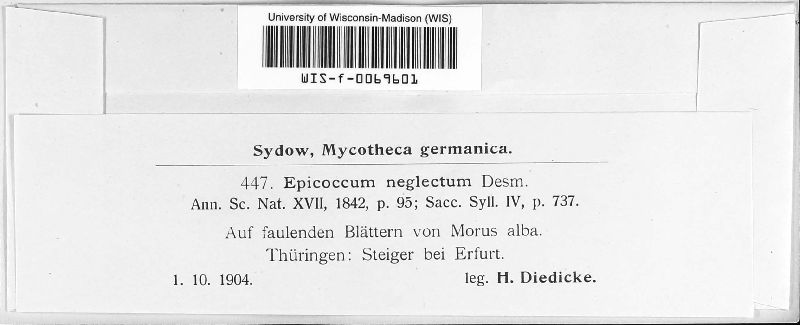 University of Wisconsin-Madison (WIS)
WIS-f-0069601
Sydow, Mycotheca germanica.
447. Epicoccum neglectum Desm.
Ann. Sc. Nat. XVII, 1842, p. 95; Sacc. Syll. IV, p. 737.
Auf faulenden Blättern von Morus alba.
Thüringen: Steiger bei Erfurt.
1. 10. 1904. leg. H. Diedicke.